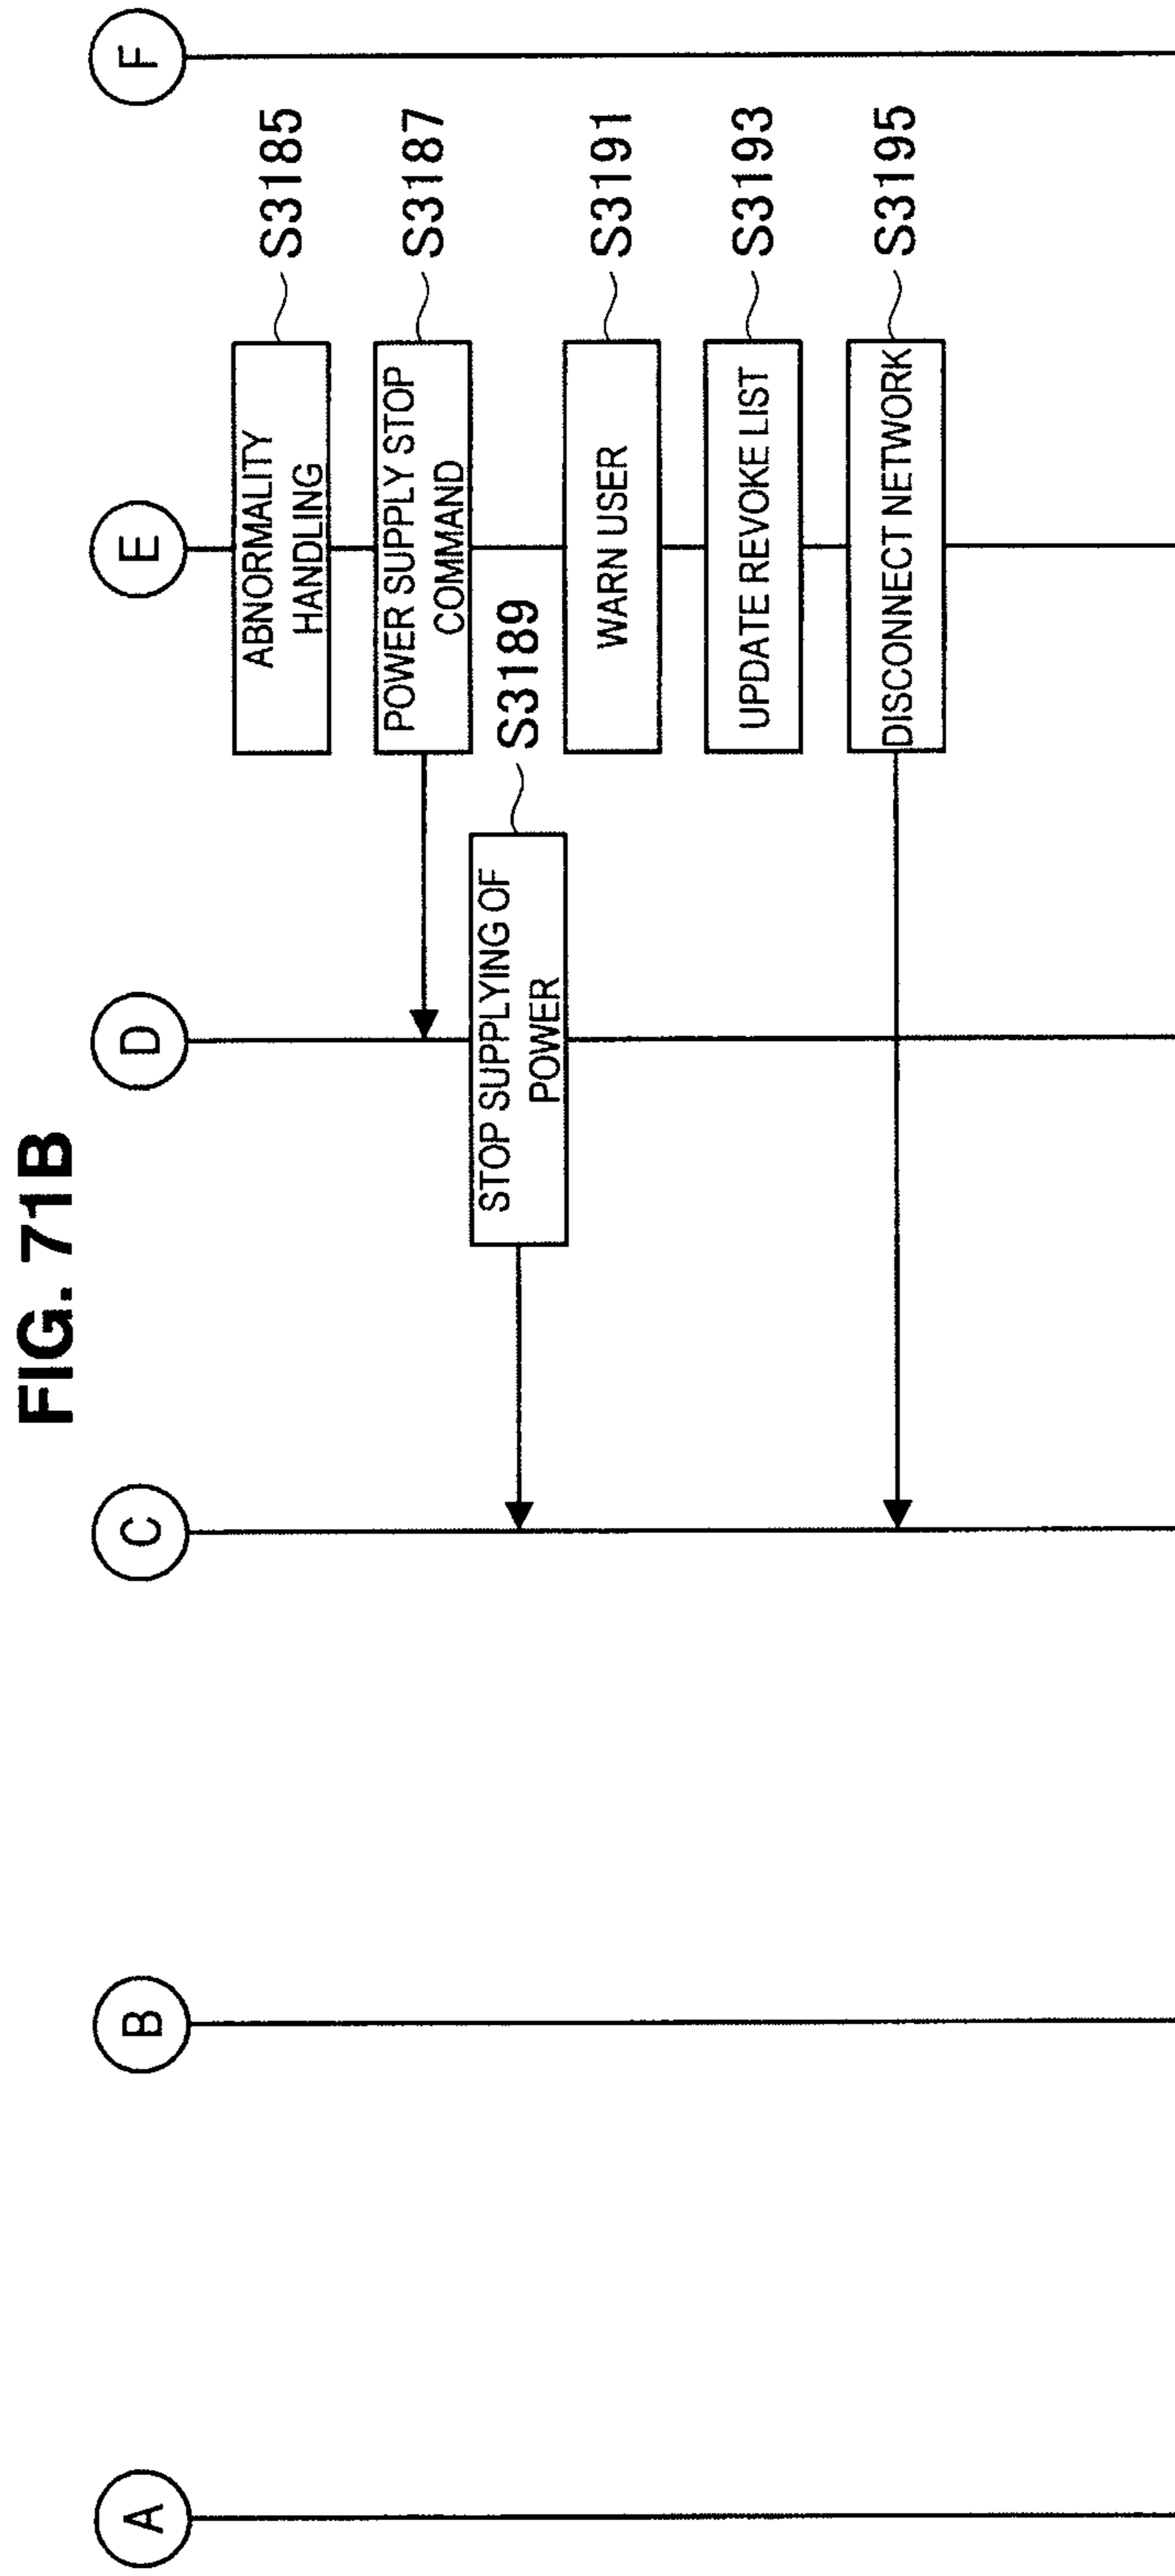 FIG. 71B
A
B
C
D
E
F
ABNORMALITY
HANDLING
S3185
POWER SUPPLY STOP
COMMAND
S3187
STOP SUPPLYING OF
POWER
S3189
WARN USER
S3191
UPDATE REVOKE LIST
S3193
DISCONNECT NETWORK
S3195